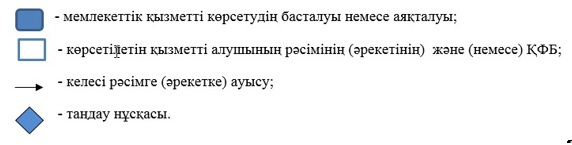 - мемлекеттік қызметті көрсетудің басталуы немесе аяқталуы;
- көрсетілетін қызметті алушының рәсімінің (әрекетінің) және (немесе) ҚФБ;
- келесі рәсімге (әрекетке) ауысу;
- таңдау нұсқасы.